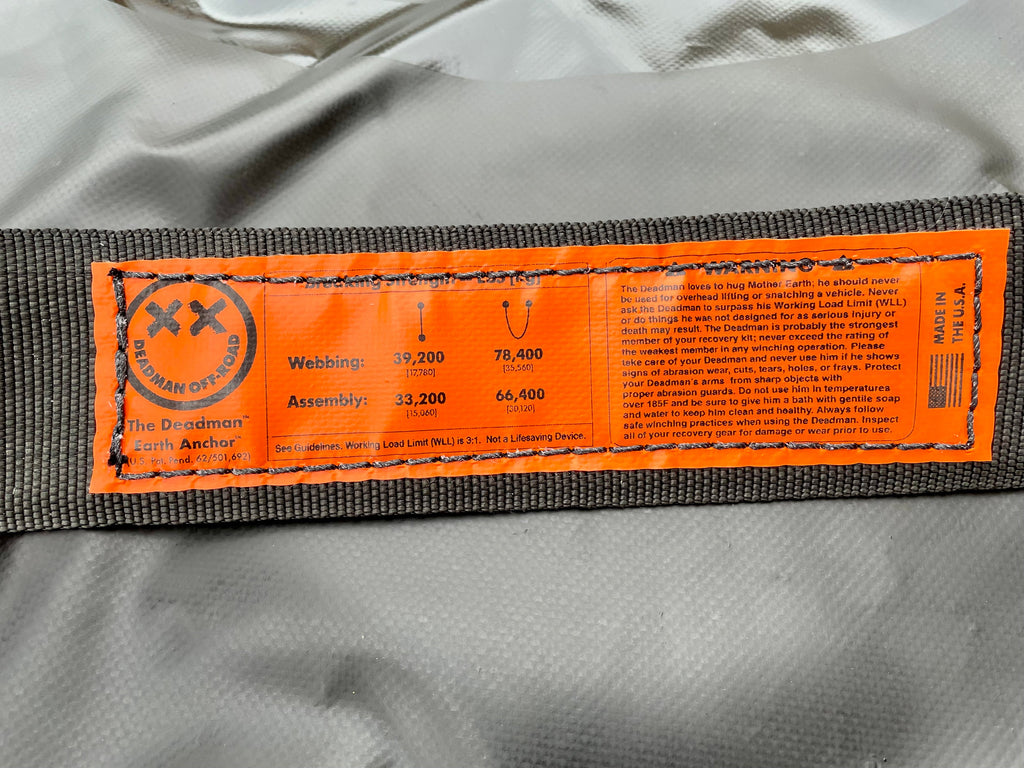 DEADMAN OFF-ROAD
The Deadman™
Earth Anchor™
(U.S. Pat. Pend. 62/501,692)
Breaking Strength – Lbs [kg]
Webbing: 39,200 78,400
[17,780] [35,560]
Assembly: 33,200 66,400
[15,060] [30,120]
See Guidelines. Working Load Limit (WLL) is 3:1. Not a Lifesaving Device.
WARNING
The Deadman loves to hug Mother Earth; he should never
be used for overhead lifting or snatching a vehicle. Never
ask the Deadman to surpass his Working Load Limit (WLL)
or do things he was not designed for as serious injury or
death may result. The Deadman is probably the strongest
member of your recovery kit; never exceed the rating of
the weakest member in any winching operation. Please
take care of your Deadman and never use him if he shows
signs of abrasion wear, cuts, tears, holes, or frays. Protect
your Deadman's arms from sharp objects with
proper abrasion guards. Do not use him in temperatures
over 185F and be sure to give him a bath with gentle soap
and water to keep him clean and healthy. Always follow
safe winching practices when using the Deadman. Inspect
all of your recovery gear for damage or wear prior to use.
MADE IN
THE U.S.A.